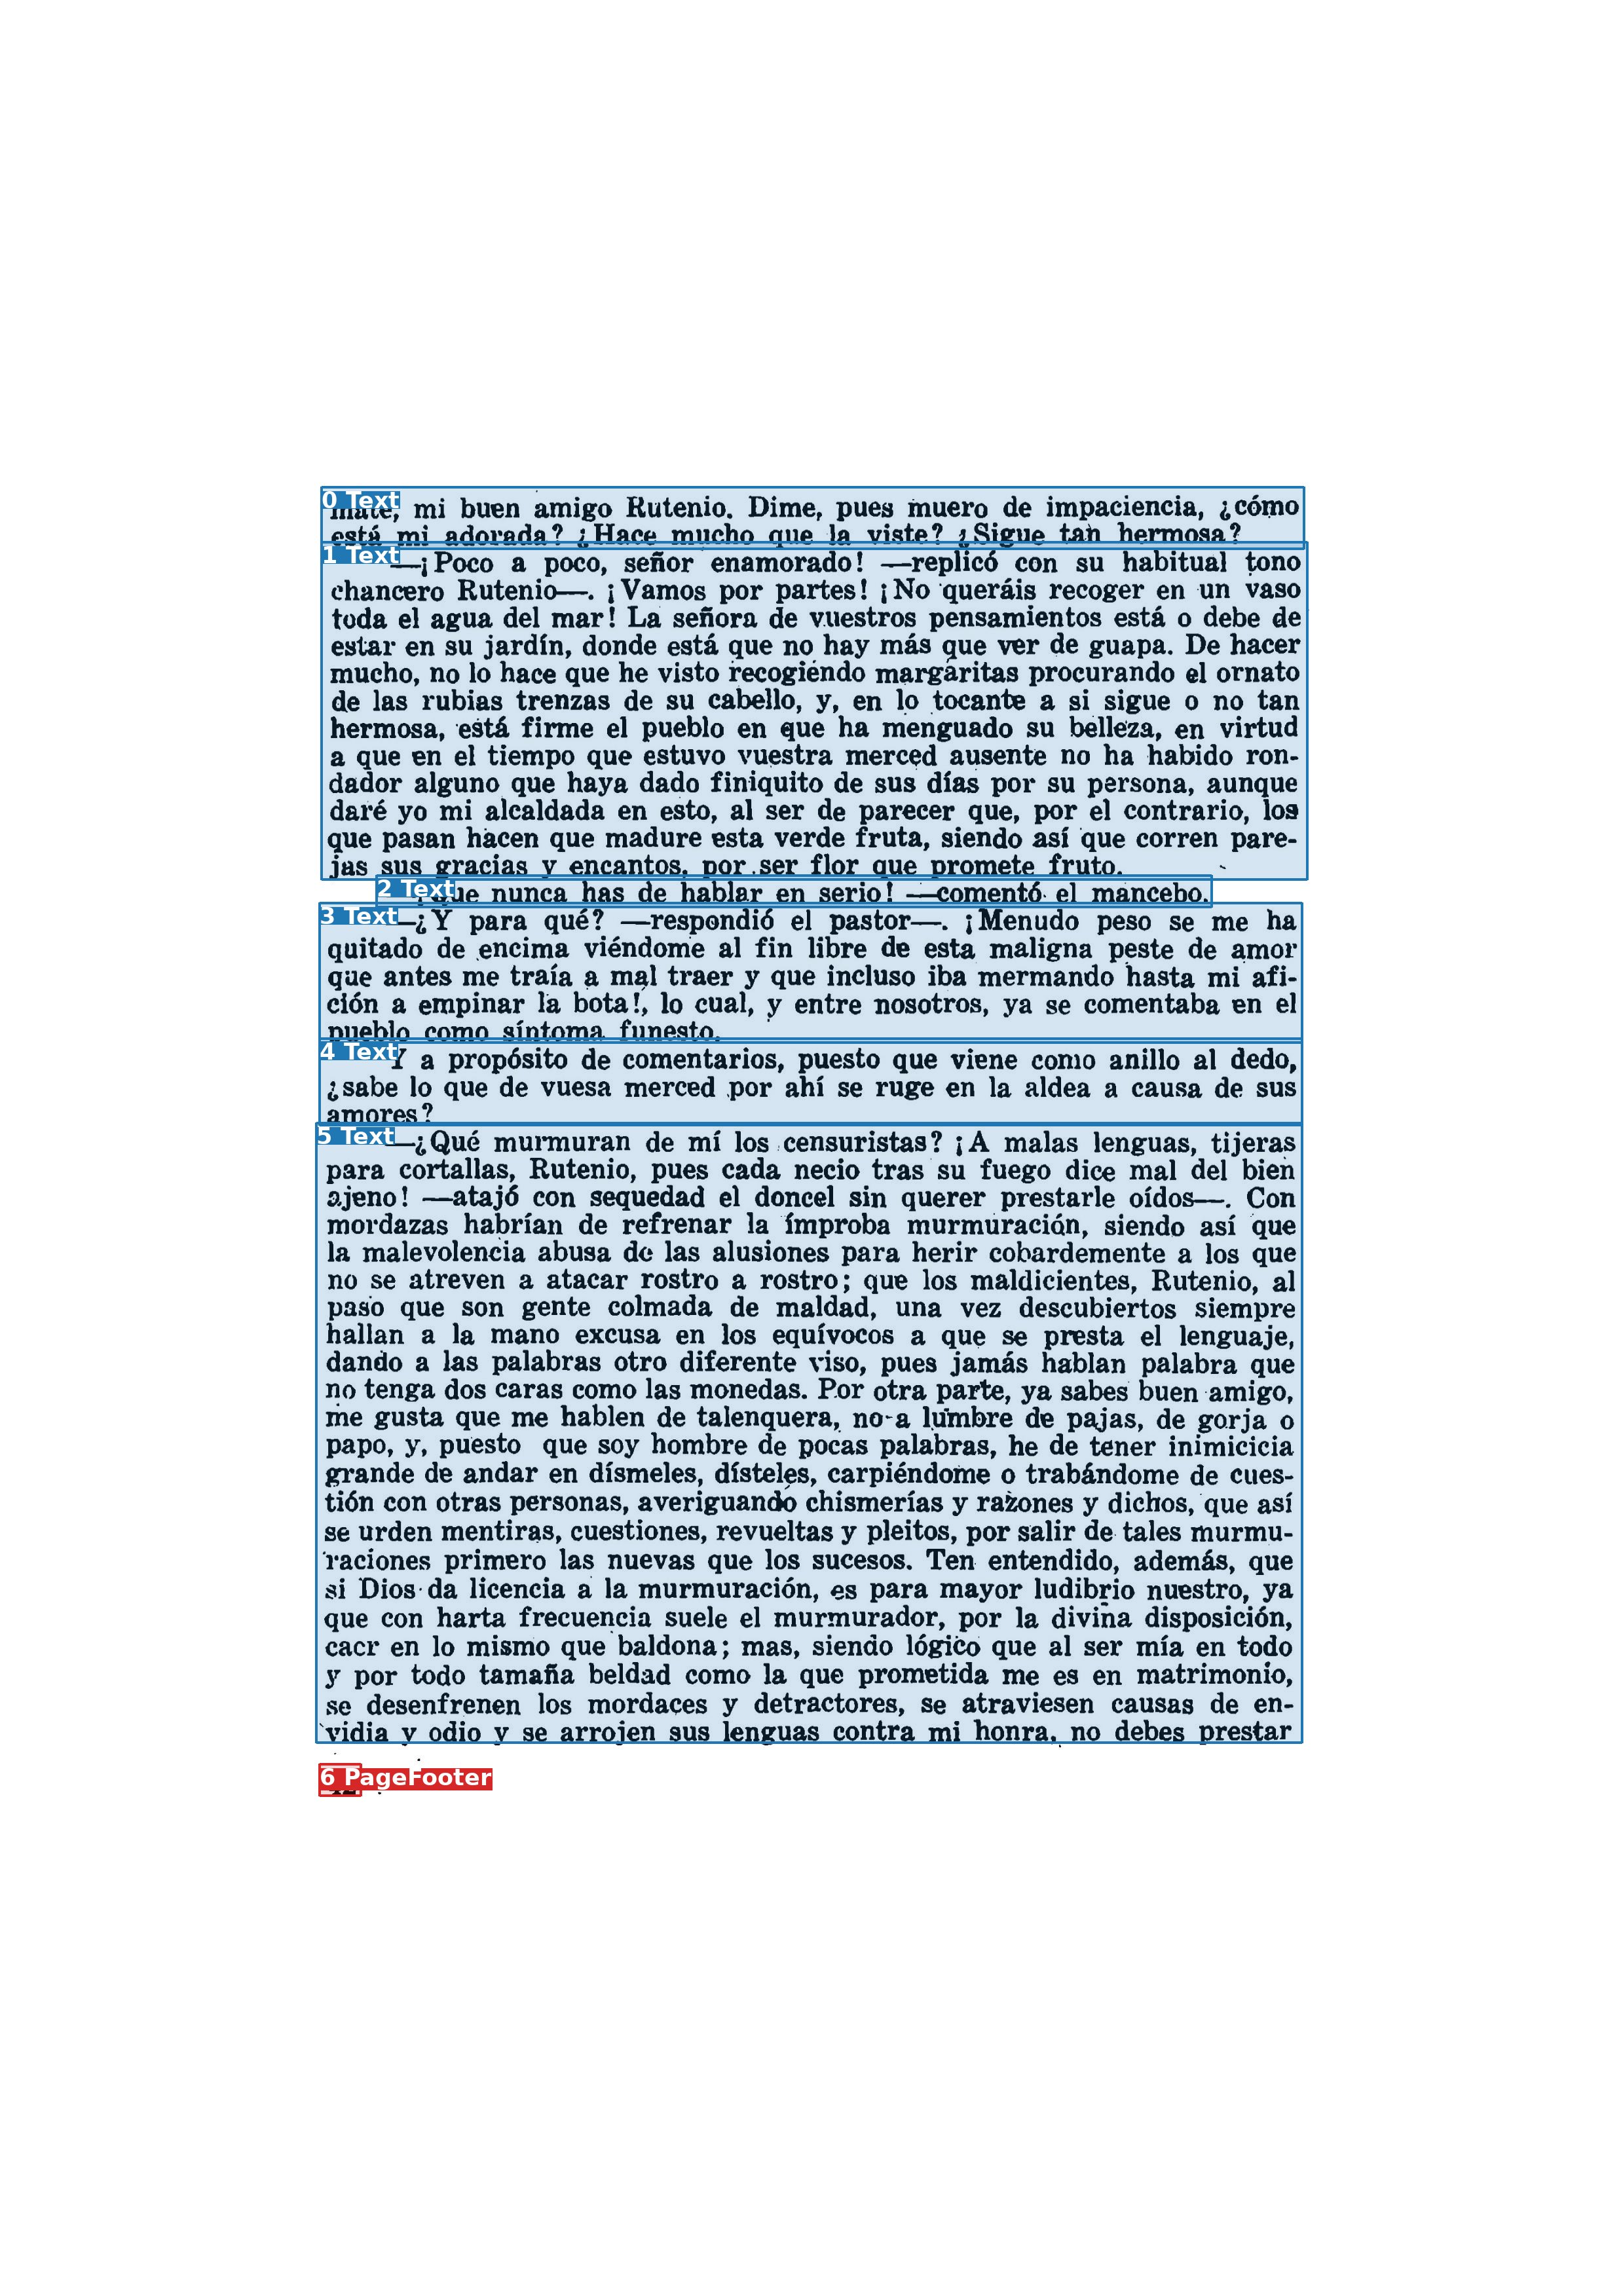 mate, mi buen amigo Rutenio. Dime, pues muero de impaciencia, ¿cómo
está mi adorada? ¿Hace mucho que la viste? ¿Sigue tan hermosa?
—¡Poco a poco, señor enamorado! —replicó con su habitual tono
chancero Rutenio—. ¡Vamos por partes! ¡No queráis recoger en un vaso
toda el agua del mar! La señora de vuestros pensamientos está o debe de
estar en su jardín, donde está que no hay más que ver de guapa. De hacer
mucho, no lo hace que he visto recogiendo margaritas procurando el ornato
de las rubias trenzas de su cabello, y, en lo tocante a si sigue o no tan
hermosa, está firme el pueblo en que ha menguado su belleza, en virtud
a que en el tiempo que estuvo vuestra merced ausente no ha habido ron-
dador alguno que haya dado finiquito de sus días por su persona, aunque
daré yo mi alcaldada en esto, al ser de parecer que, por el contrario, los
que pasan hacen que madure esta verde fruta, siendo así que corren pare-
jas sus gracias y encantos, por ser flor que promete fruto.
ue nunca has de hablar en serio! —comentó el mancebo.
—¿Y para qué? —respondió el pastor—. ¡Menudo peso se me ha
quitado de encima viéndome al fin libre de esta maligna peste de amor
que antes me traía a mal traer y que incluso iba mermando hasta mi afi-
ción a empinar la bota!, lo cual, y entre nosotros, ya se comentaba en el
pueblo como síntoma funesto.
Y a propósito de comentarios, puesto que viene como anillo al dedo,
¿sabe lo que de vuesa merced por ahí se ruge en la aldea a causa de sus
amores?
—¿Qué murmuran de mí los censuristas? ¡A malas lenguas, tijeras
para cortallas, Rutenio, pues cada necio tras su fuego dice mal del bien
ajeno! —atajó con sequedad el doncel sin querer prestarle oídos—. Con
mordazas habrían de refrenar la ímproba murmuración, siendo así que
la malevolencia abusa de las alusiones para herir cobardemente a los que
no se atreven a atacar rostro a rostro; que los maldicientes, Rutenio, al
paso que son gente colmada de maldad, una vez descubiertos siempre
hallan a la mano excusa en los equívocos a que se presta el lenguaje,
dando a las palabras otro diferente viso, pues jamás hablan palabra que
no tenga dos caras como las monedas. Por otra parte, ya sabes buen amigo,
me gusta que me hablen de talenquera, no a lumbre de pajas, de gorja o
papo, y, puesto que soy hombre de pocas palabras, he de tener inimicicia
grande de andar en dísmeles, dísteles, carpiéndome o trabándome de cues-
tión con otras personas, averiguando chismerías y razones y dichos, que así
se urden mentiras, cuestiones, revueltas y pleitos, por salir de tales murmu-
raciones primero las nuevas que los sucesos. Ten entendido, además, que
si Dios da licencia a la murmuración, es para mayor ludibrio nuestro, ya
que con harta frecuencia suele el murmurador, por la divina disposición,
caer en lo mismo que baldona; mas, siendo lógico que al ser mía en todo
y por todo tamaña beldad como la que prometida me es en matrimonio,
se desenfrenen los mordaces y detractores, se atraviesen causas de en-
vidia y odio y se arrojen sus lenguas contra mi honra, no debes prestar
0 Text
1 Text
2 Text
3 Text
4 Text
5 Text
6 PageFooter